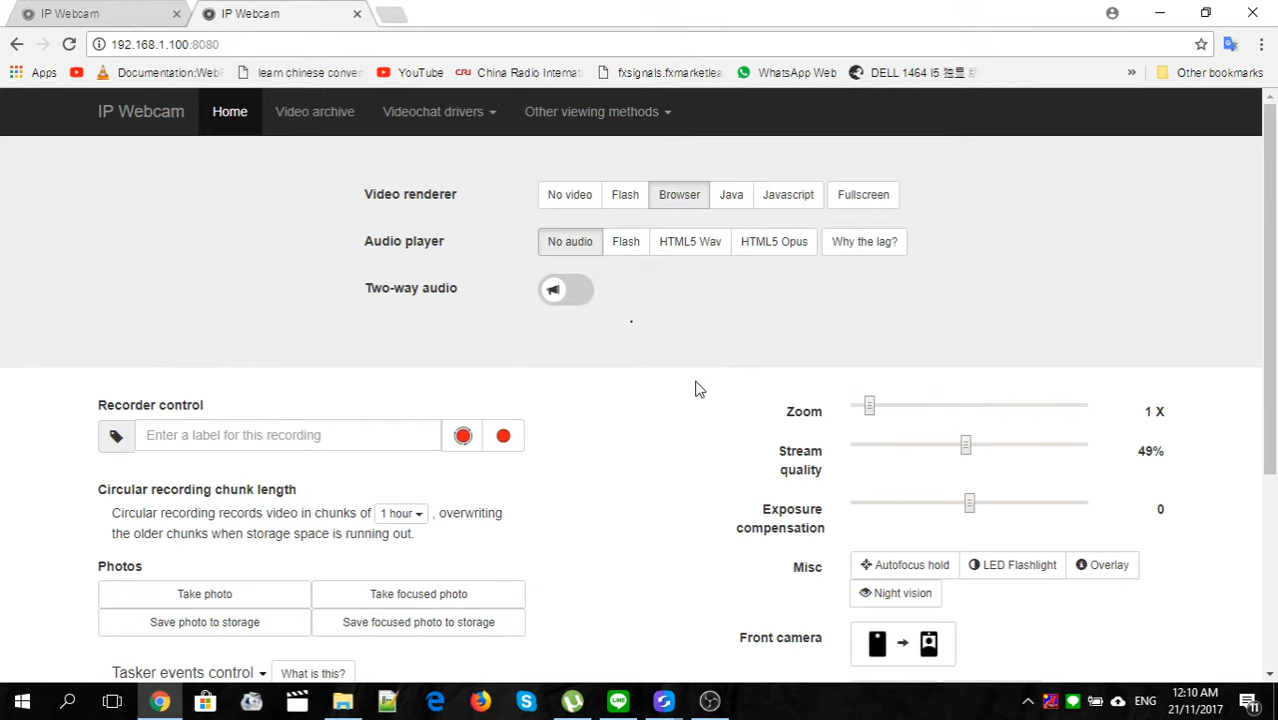 IP Webcam
IP Webcam
192.168.1.100:8080
Apps
Documentation:Web
learn chinese conver
YouTube
CRI China Radio Internat
fxsignals.fxmarkets
WhatsApp Web
DELL 1464 I5 独显
»
Other bookmarks
IP Webcam Home Video archive Videochat drivers Other viewing methods
Video renderer No video Flash Browser Java Javascript Fullscreen
Audio player No audio Flash HTML5 Wav HTML5 Opus Why the lag?
Two-way audio
.
Recorder control
Enter a label for this recording
Circular recording chunk length
Circular recording records video in chunks of 1 hour , overwriting
the older chunks when storage space is running out.
Photos
Take photo Take focused photo
Save photo to storage Save focused photo to storage
Tasker events control What is this?
Zoom 1 X
Stream
quality 49%
Exposure
compensation 0
Misc Autofocus hold LED Flashlight Overlay
Night vision
Front camera
ENG
12:10 AM
21/11/2017
11